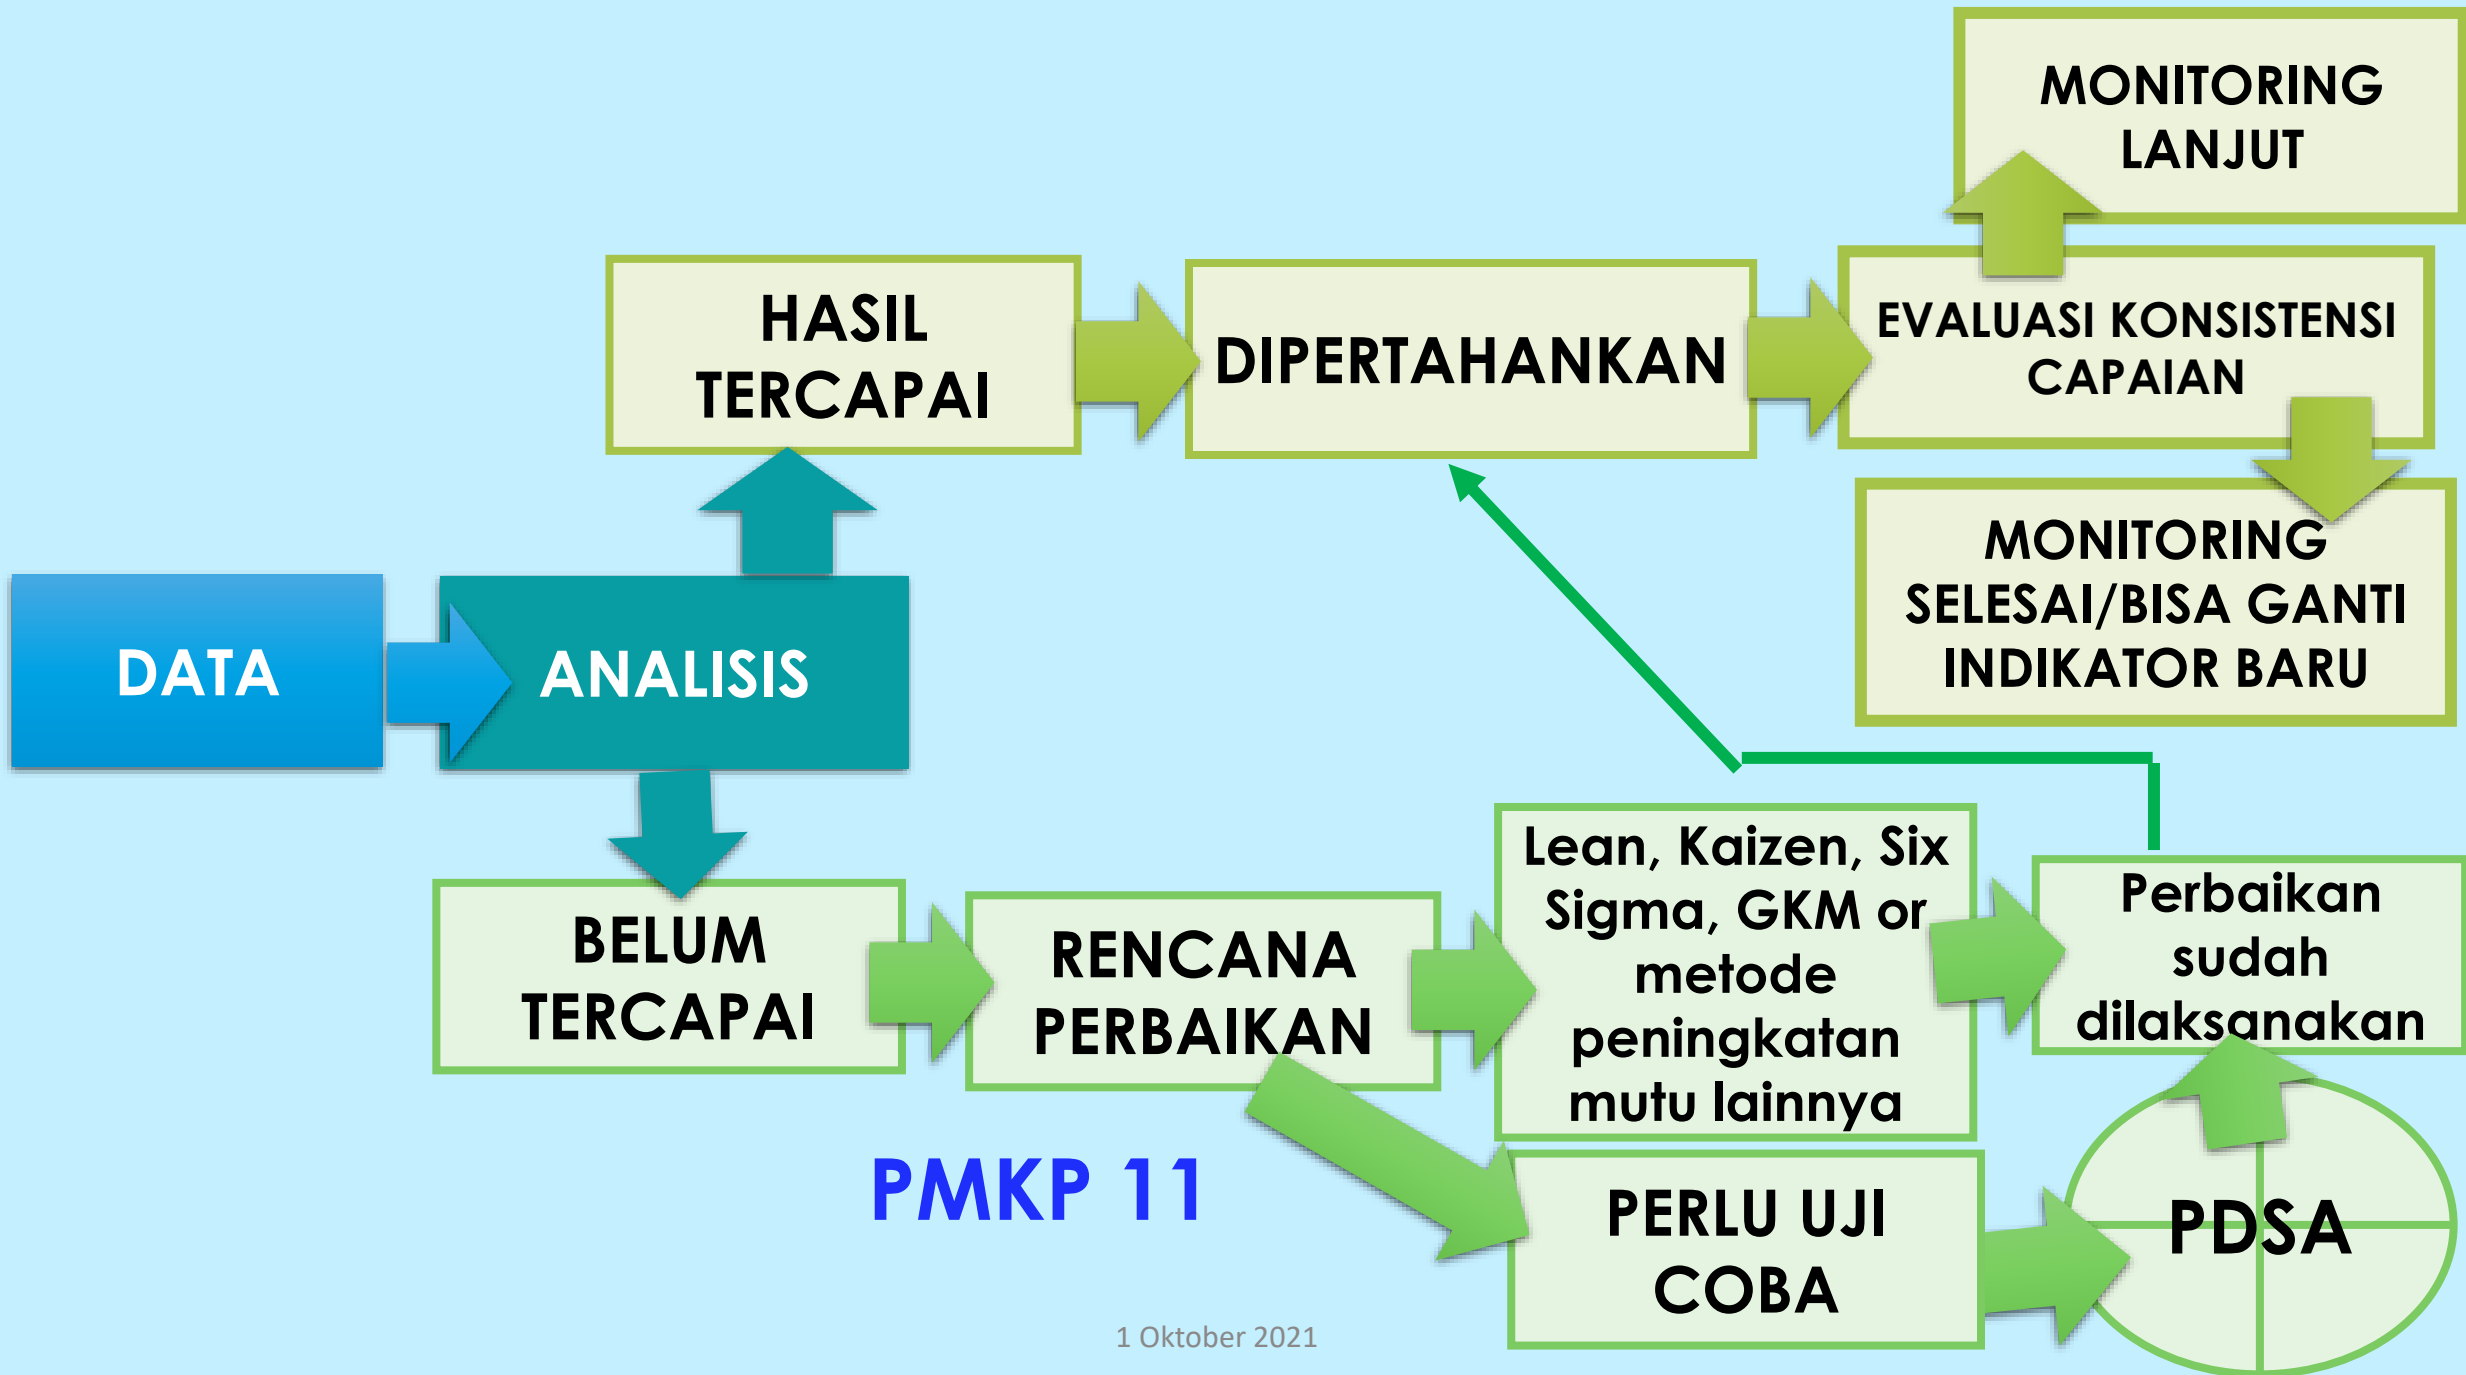 MONITORING
LANJUT
HASIL
TERCAPAI
DIPERTAHANKAN
EVALUASI KONSISTENSI
CAPAIAN
MONITORING
SELESAI/BISA GANTI
INDIKATOR BARU
DATA
ANALISIS
BELUM
TERCAPAI
RENCANA
PERBAIKAN
Lean, Kaizen, Six
Sigma, GKM or
metode
peningkatan
mutu lainnya
Perbaikan
sudah
dilaksanakan
PMKP 11
PERLU UJI
COBA
PDSA
1 Oktober 2021